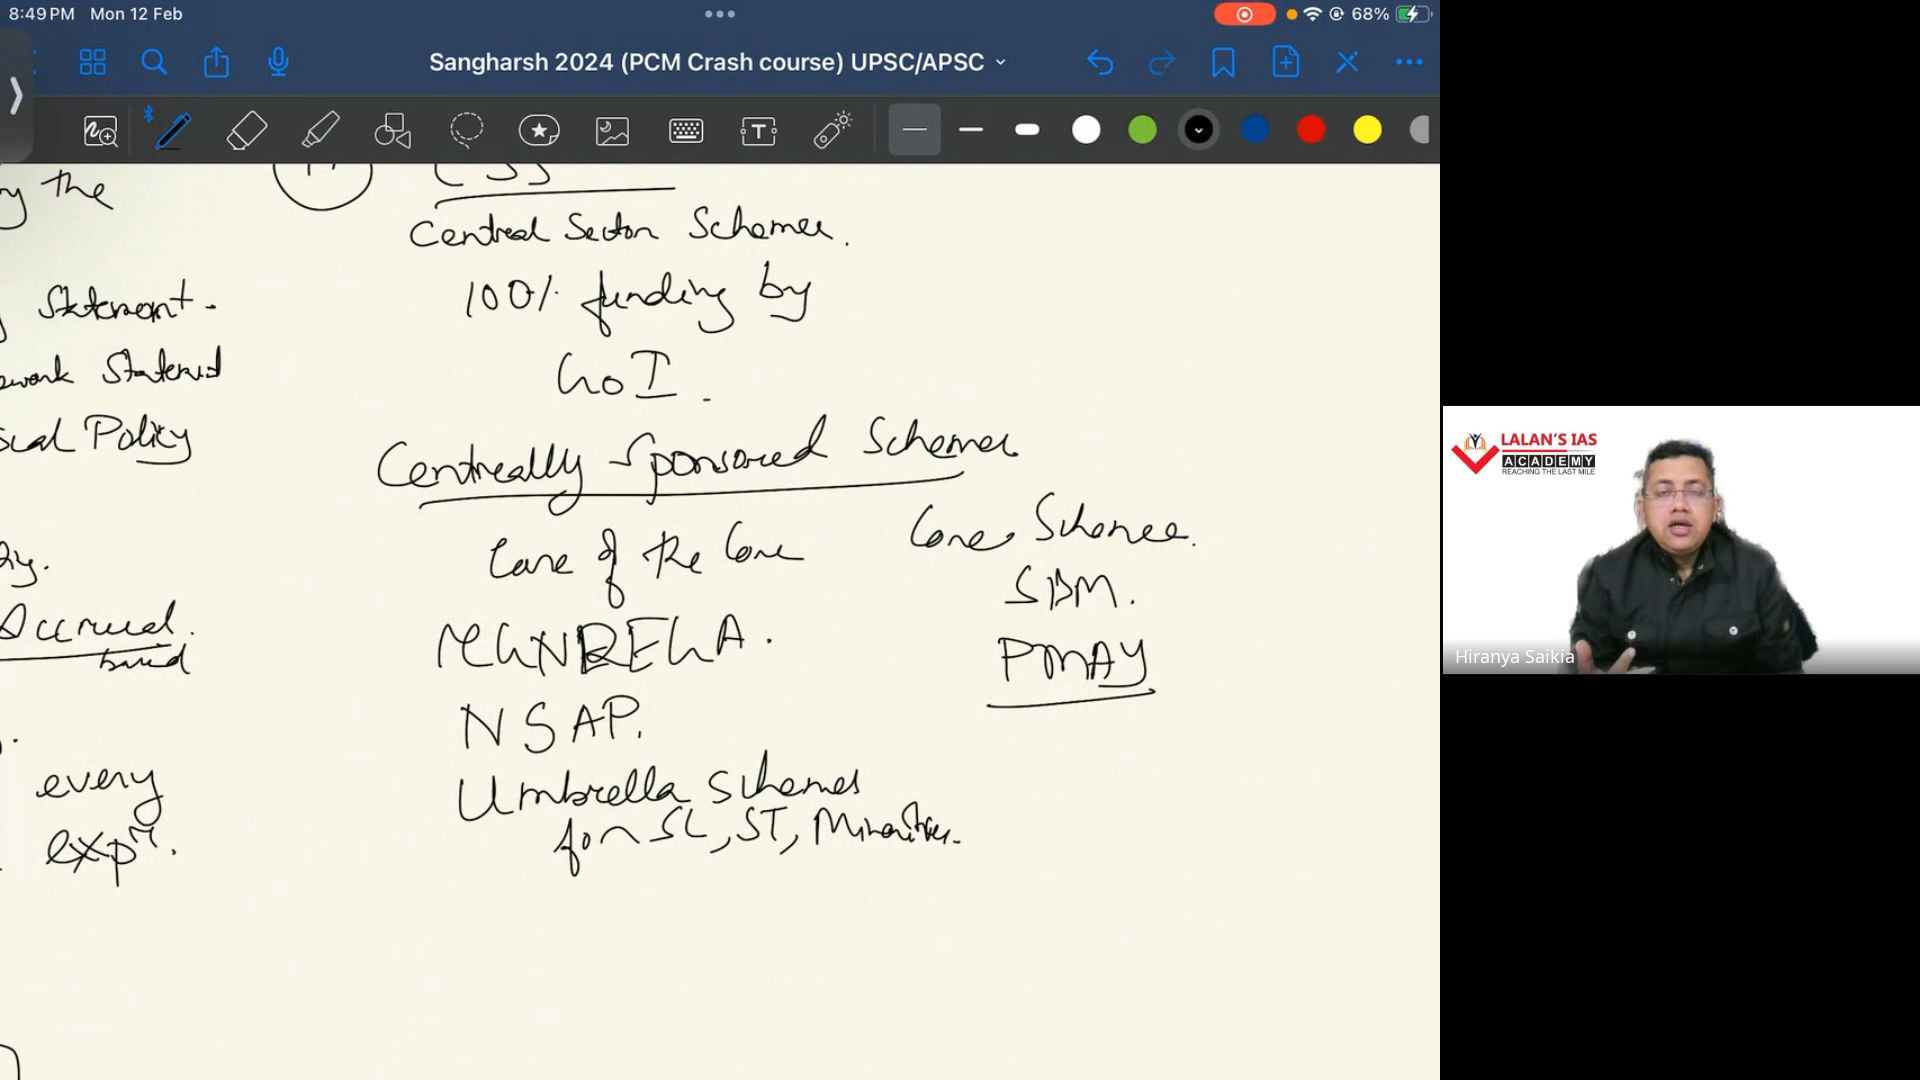 8:49 PM Mon 12 Feb
68%
Sangharsh 2024 (PCM Crash course) UPSC/APSC
the
Statement.
Statement
Policy
Accrual.
based
every
expr.
CSS
Central Sector Schemes.
100% funding by
GoI.
Centrally Sponsored Schemes
Core of the Core
MGNREGA.
NSAP.
Umbrella Schemes
for SC, ST, Minorities.
Core Schemes.
SBM.
PMAY
LALAN'S IAS
ACADEMY
REACHING THE LAST MILE
Hiranya Saikia